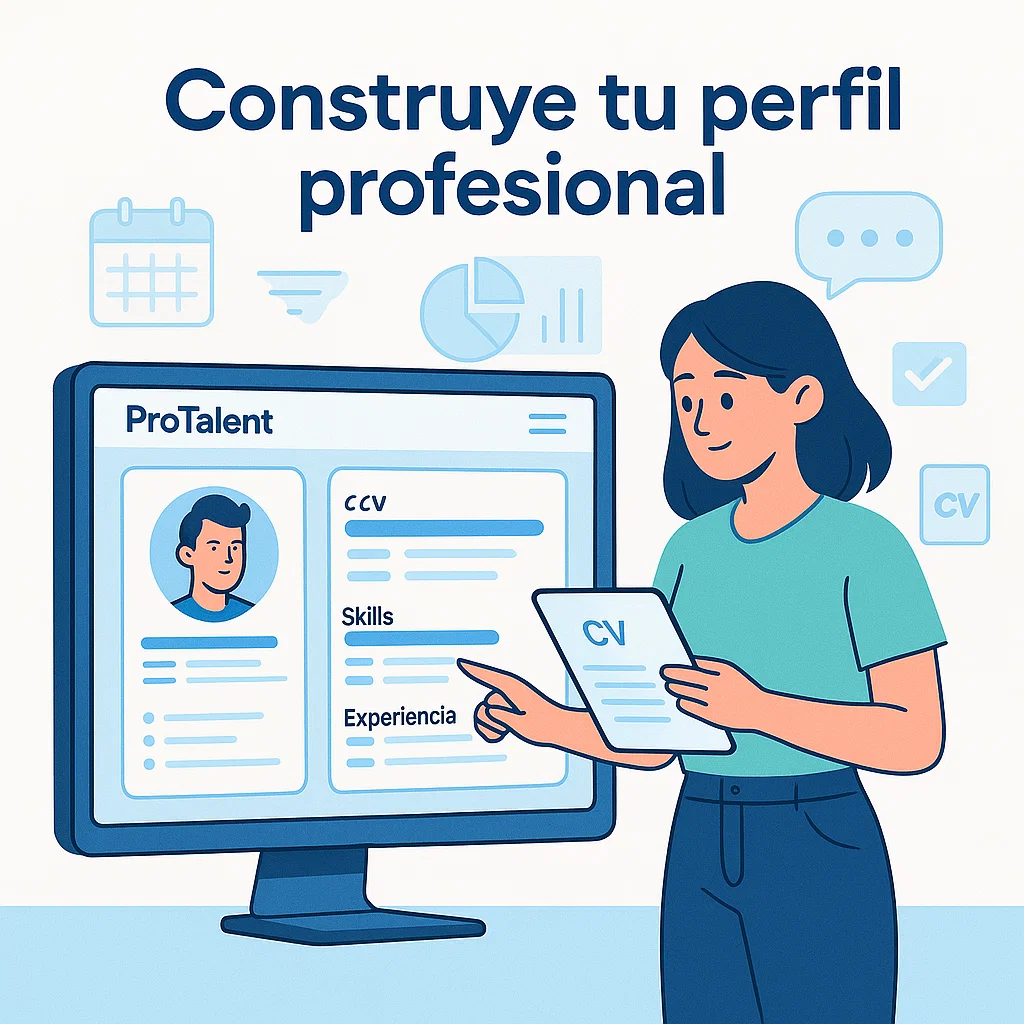 Construye tu perfil
profesional
ProTalent
CCV
Skills
Experiencia
CV
CV